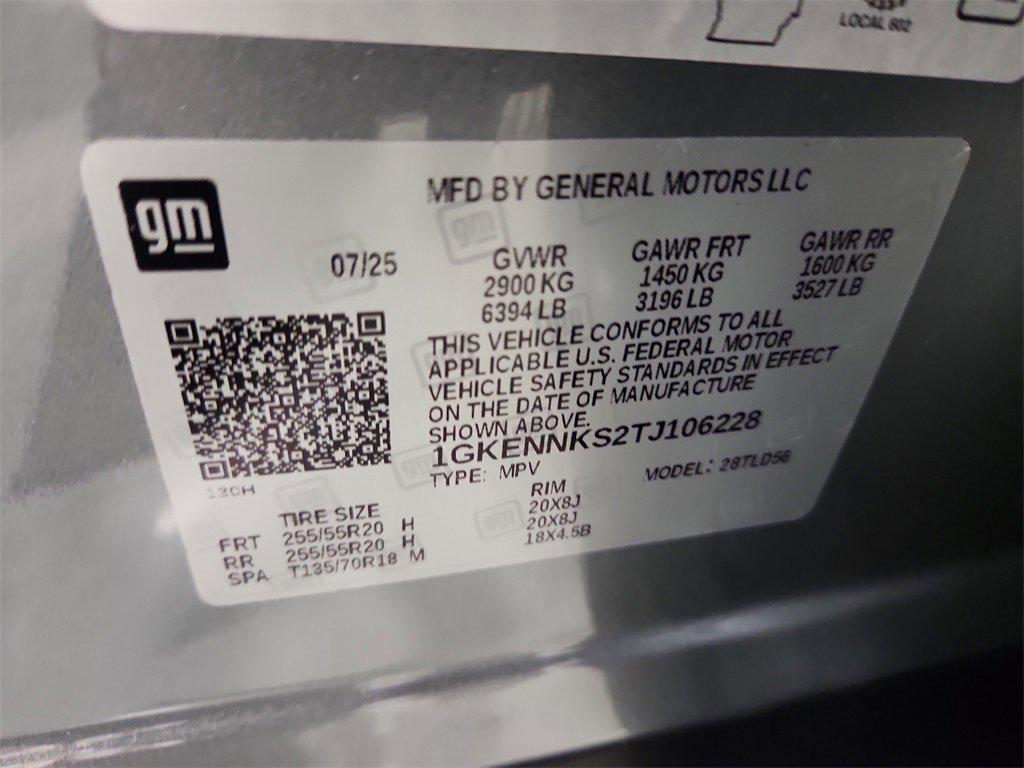 LOCAL 602
gm
MFD BY GENERAL MOTORS LLC
07/25
GVWR GAWR FRT GAWR RR
2900 KG 1450 KG 1600 KG
6394 LB 3196 LB 3527 LB
THIS VEHICLE CONFORMS TO ALL
APPLICABLE U.S. FEDERAL MOTOR
VEHICLE SAFETY STANDARDS IN EFFECT
ON THE DATE OF MANUFACTURE
SHOWN ABOVE.
1GKENNKS2TJ106228
TYPE: MPV MODEL: 28TLD56
130H
TIRE SIZE RIM
FRT 255/55R20 H 20X8J
RR 255/55R20 H 20X8J
SPA T135/70R18 M 18X4.5B